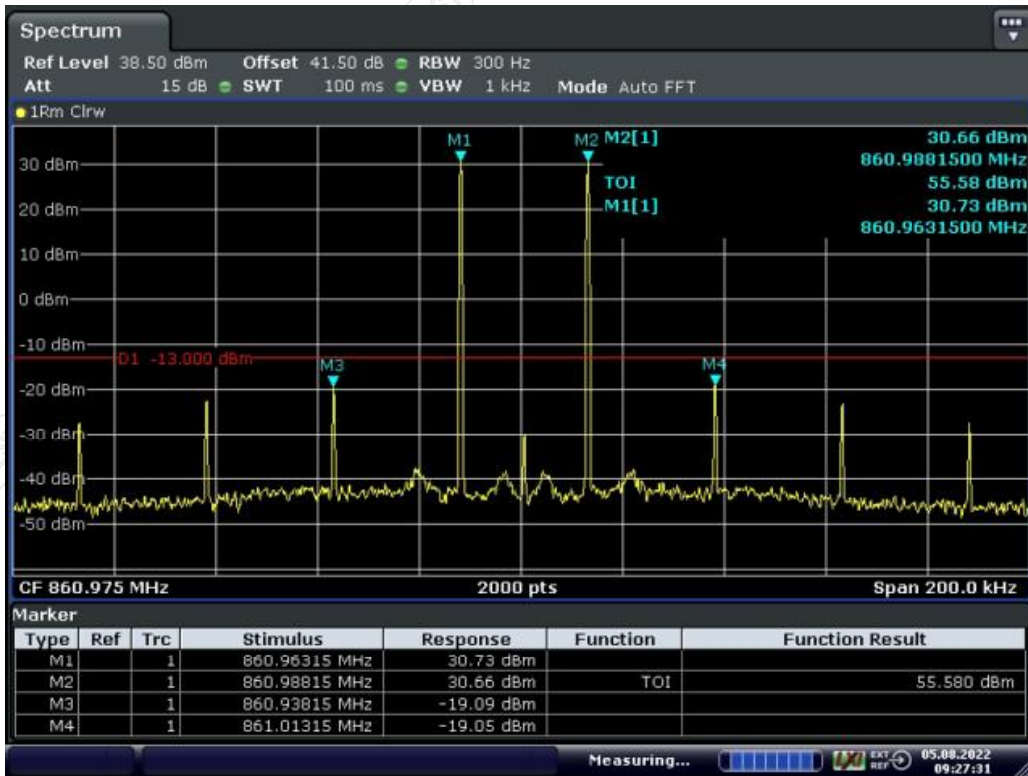 Spectrum
Ref Level 38.50 dBm Offset 41.50 dB RBW 300 Hz
Att 15 dB SWT 100 ms VBW 1 kHz Mode Auto FFT
1Rm Clrw
M1 M2 M2[1] 30.66 dBm
860.9881500 MHz
30 dBm
TOI 55.58 dBm
20 dBm M1[1] 30.73 dBm
860.9631500 MHz
10 dBm
0 dBm
-10 dBm
D1 -13.000 dBm
M3 M4
-20 dBm
-30 dBm
-40 dBm
-50 dBm
CF 860.975 MHz 2000 pts Span 200.0 kHz
Marker
Type Ref Trc Stimulus Response Function Function Result
M1 1 860.96315 MHz 30.73 dBm
M2 1 860.98815 MHz 30.66 dBm TOI 55.580 dBm
M3 1 860.93815 MHz -19.09 dBm
M4 1 861.01315 MHz -19.05 dBm
Measuring... LXI EXT REF 05.08.2022
09:27:31